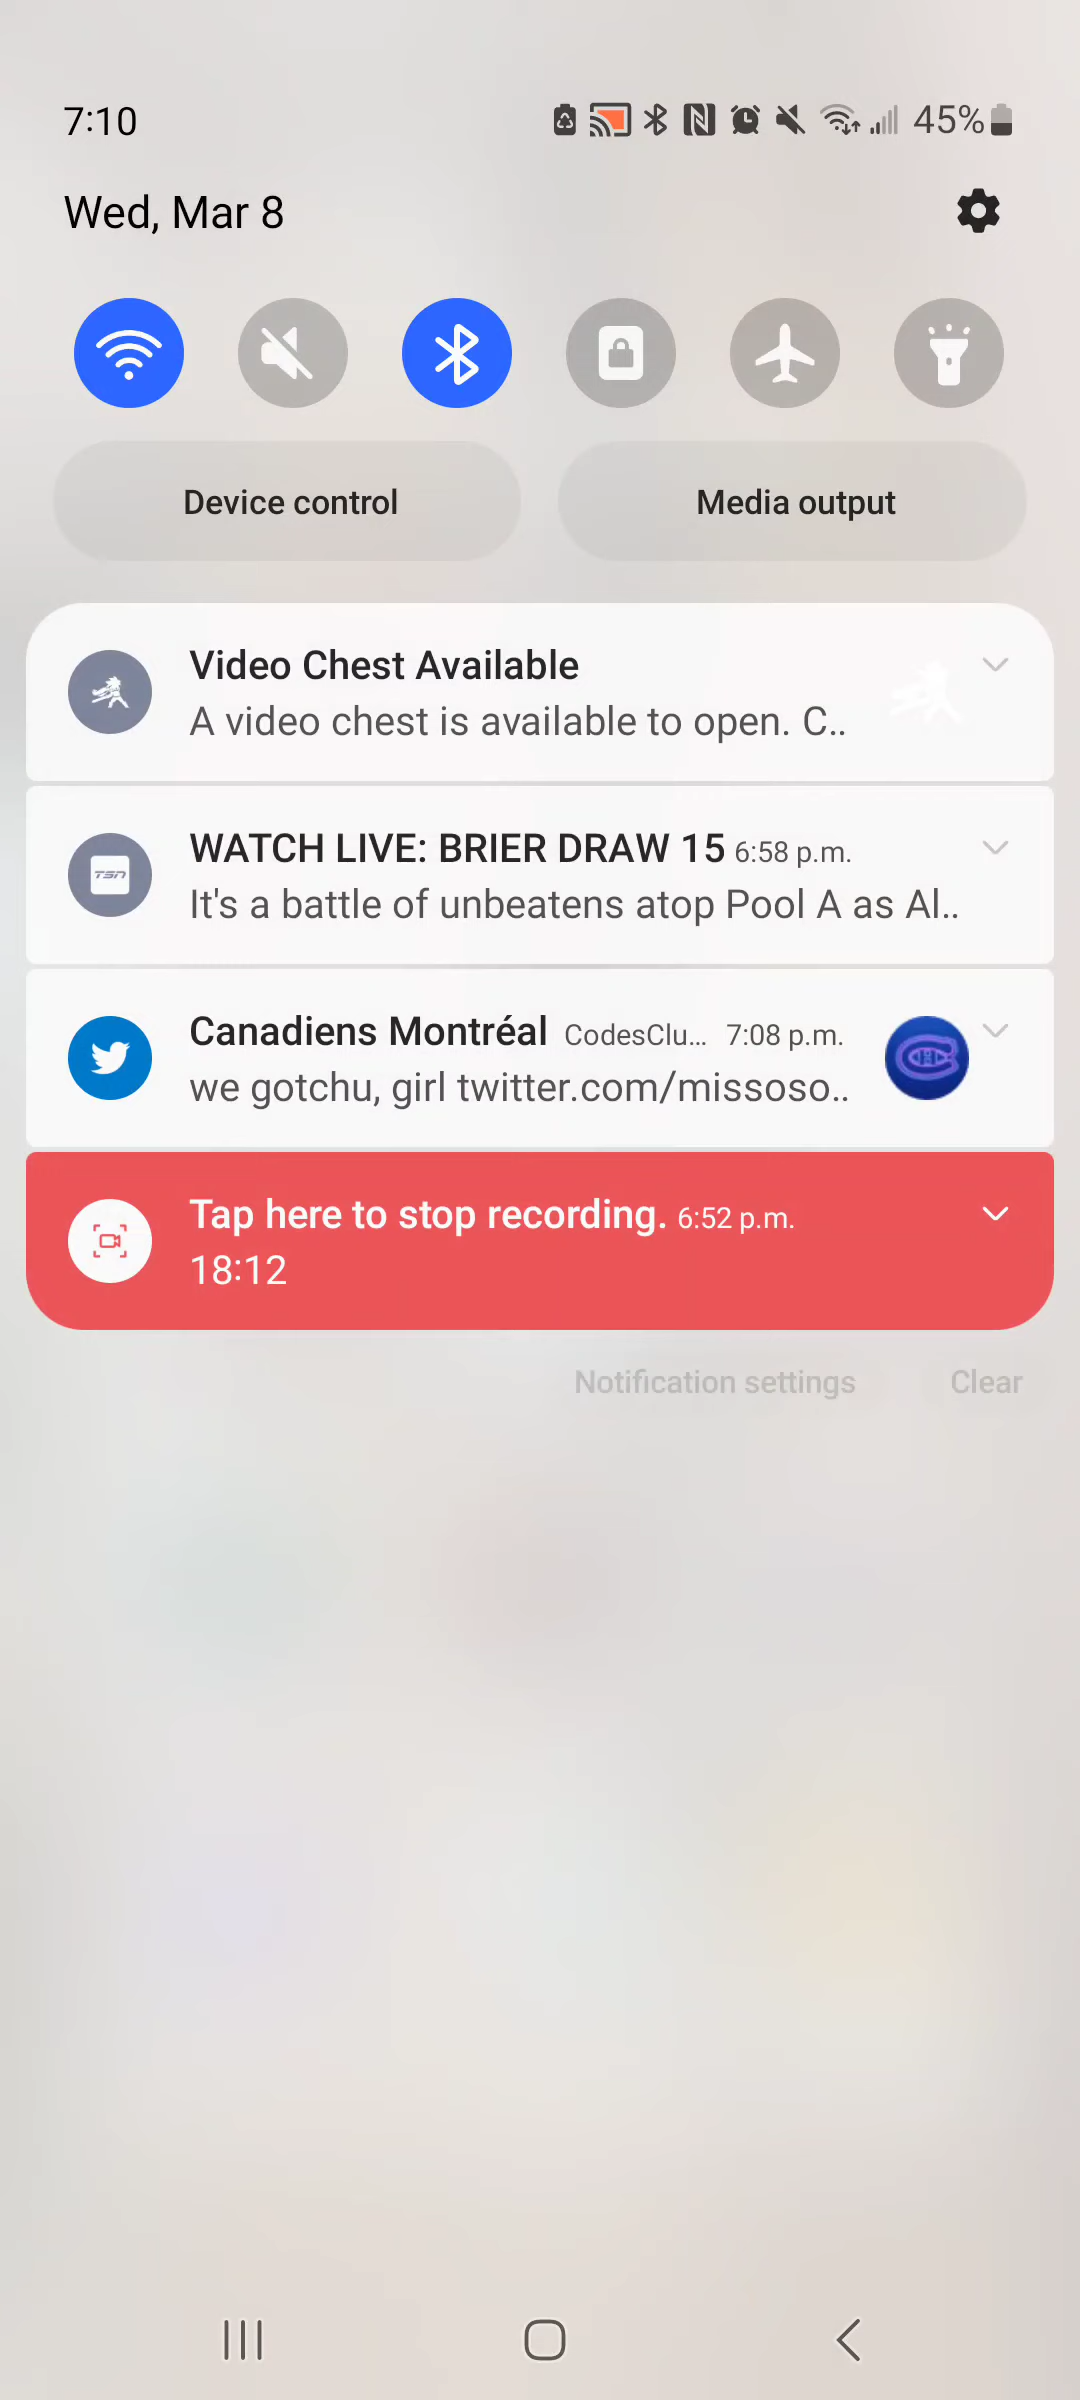 7:10 45%
Wed, Mar 8
Device control Media output
Video Chest Available
A video chest is available to open. C..
TSN
WATCH LIVE: BRIER DRAW 15 6:58 p.m.
It's a battle of unbeatens atop Pool A as Al..
Canadiens Montréal CodesClu... 7:08 p.m.
we gotchu, girl twitter.com/missoso..
Tap here to stop recording. 6:52 p.m.
18:12
Notification settings Clear